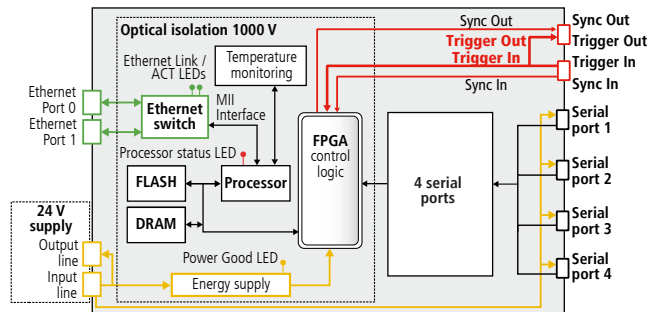 Optical isolation 1000 V
Sync Out
Sync Out
Trigger Out
Trigger Out
Trigger In
Trigger In
Sync In
Sync In
Ethernet Link /
ACT LEDs
Temperature
monitoring
Ethernet
Port 0
Ethernet
Port 1
Ethernet
switch
MII
Interface
Processor status LED
FLASH
Processor
DRAM
FPGA
control
logic
4 serial
ports
Serial
port 1
Serial
port 2
Serial
port 3
Serial
port 4
24 V
supply
Output
line
Input
line
Power Good LED
Energy supply